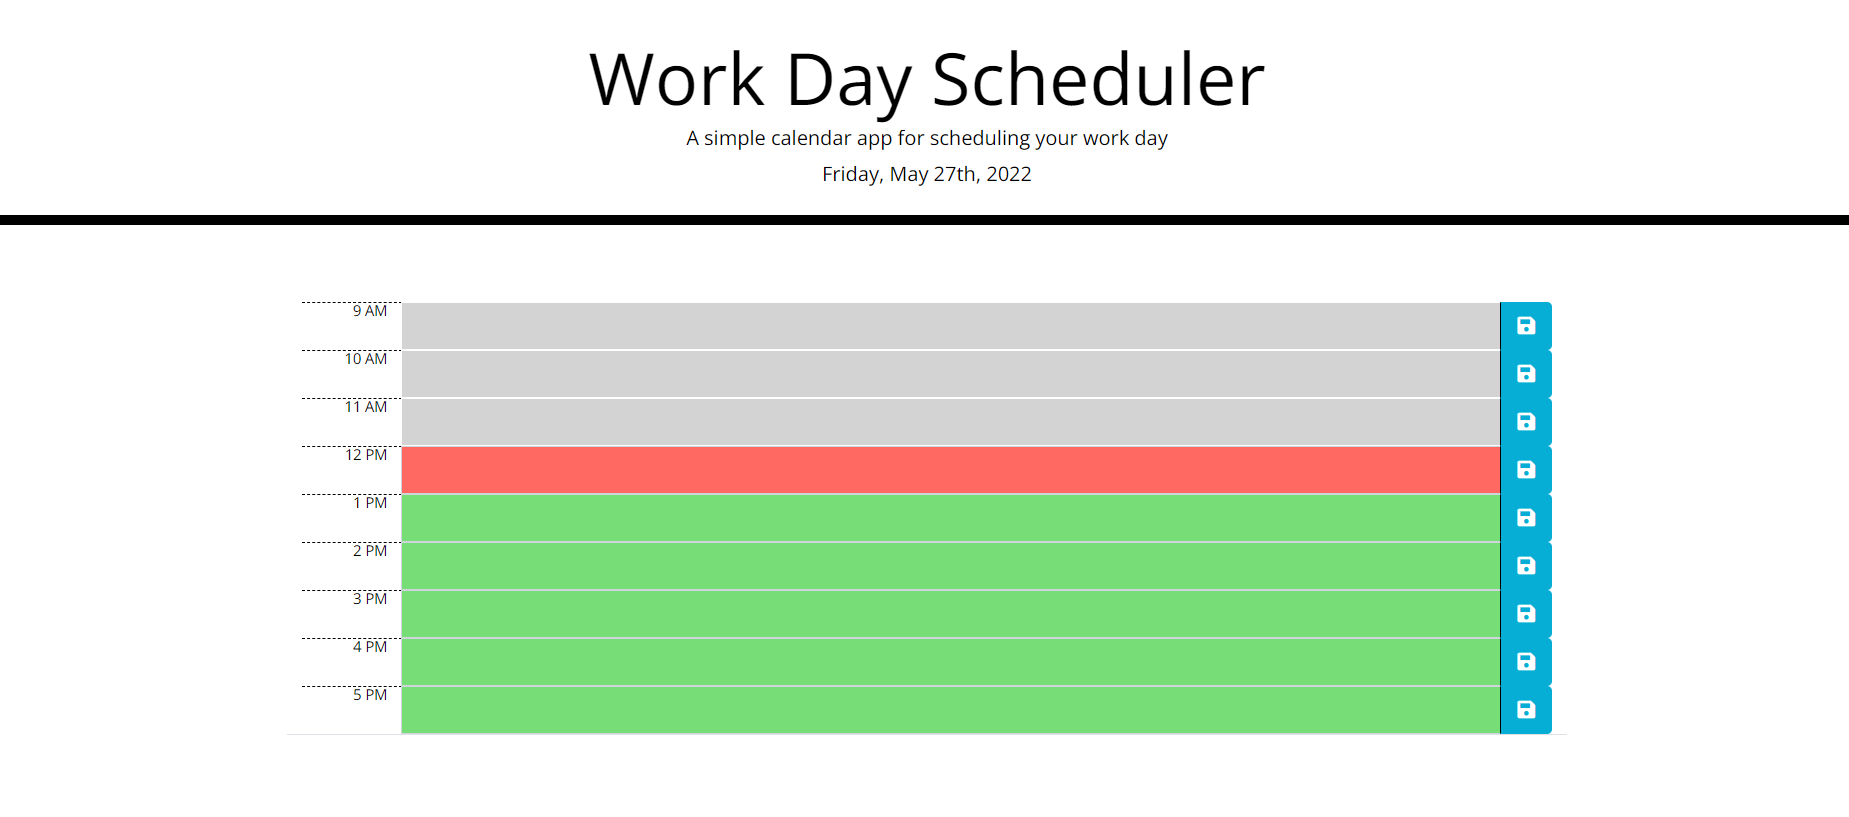 Work Day Scheduler
A simple calendar app for scheduling your work day
Friday, May 27th, 2022
9 AM
10 AM
11 AM
12 PM
1 PM
2 PM
3 PM
4 PM
5 PM